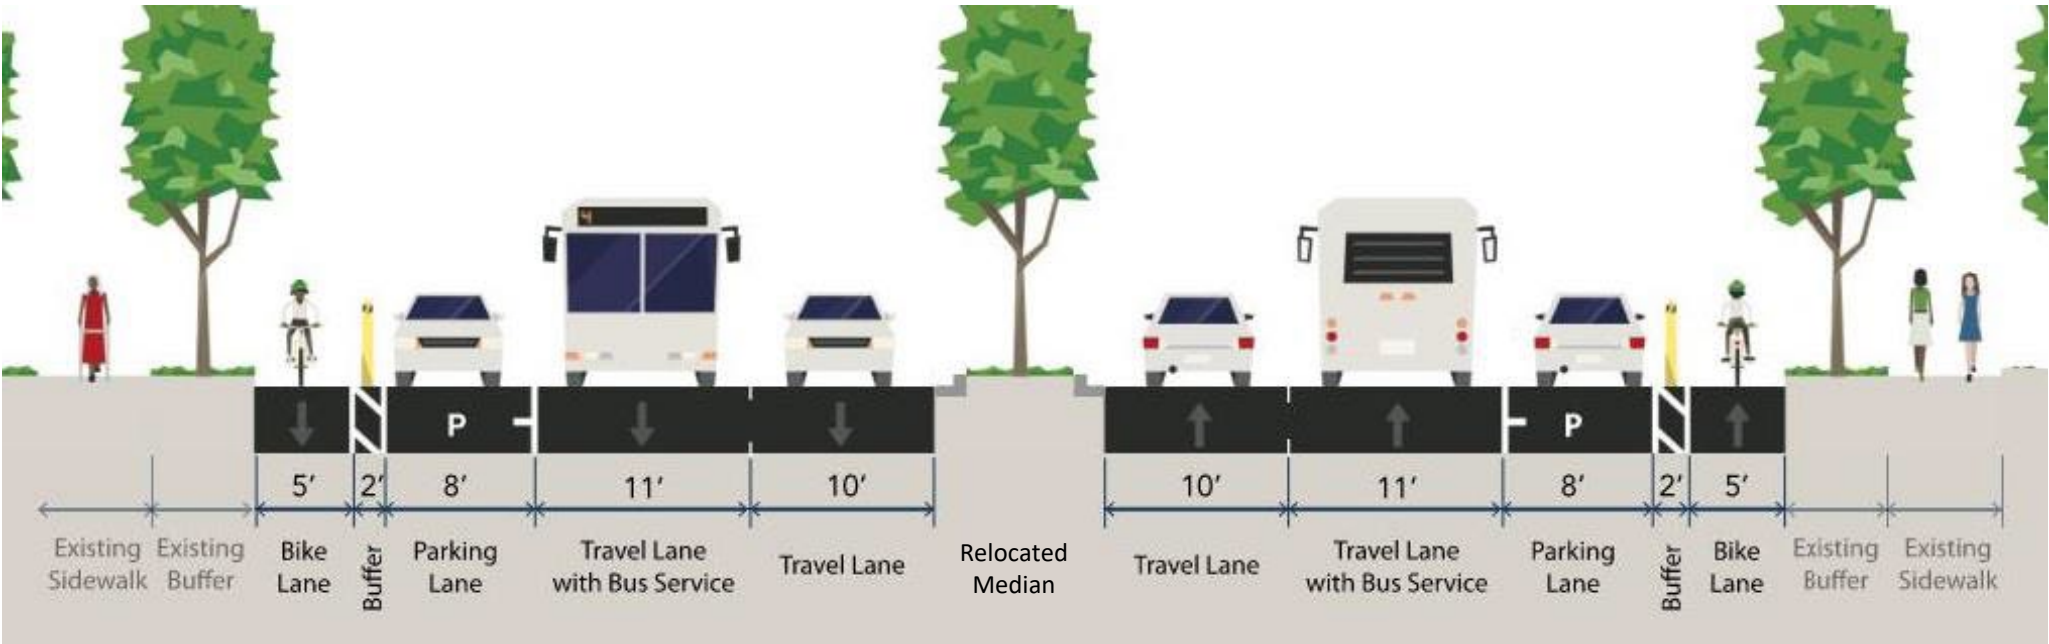 4
P
P
5’ 2’ 8’ 11’ 10’ 10’ 11’ 8’ 2’ 5’
Existing
Sidewalk
Existing
Buffer
Bike
Lane
Buffer
Parking
Lane
Travel Lane
with Bus Service
Travel Lane
Relocated
Median
Travel Lane
Travel Lane
with Bus Service
Parking
Lane
Buffer
Bike
Lane
Existing
Buffer
Existing
Sidewalk